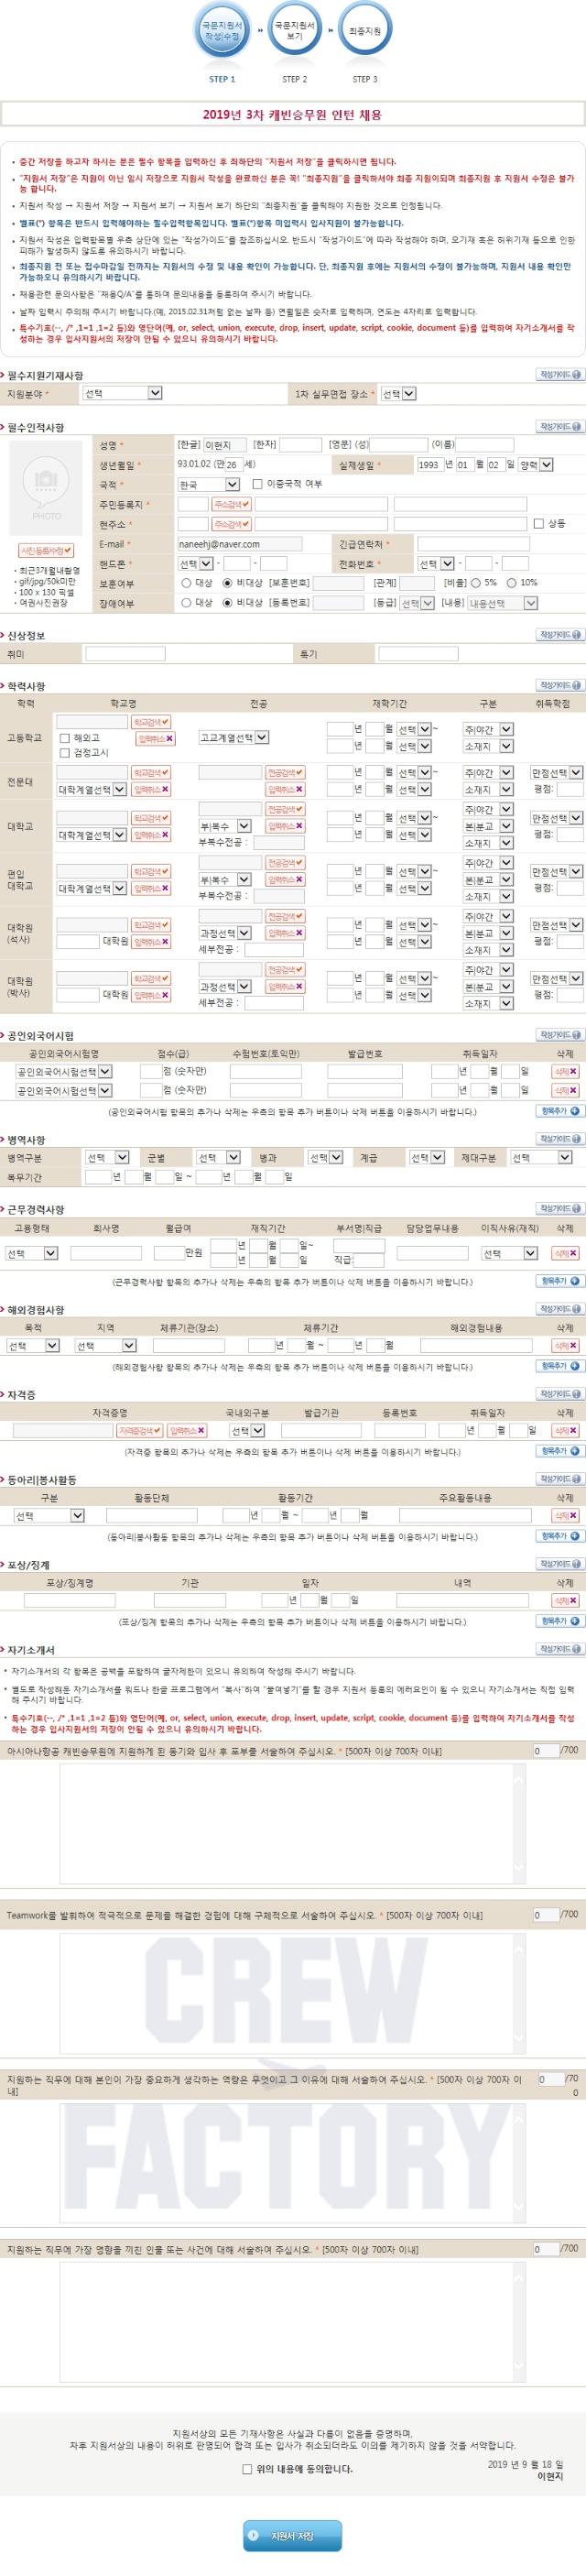 국문지원서
작성|수정
국문지원서
보기
최종지원
STEP 1
STEP 2
STEP 3
2019년 3차 캐빈승무원 인턴 채용
• 중간 저장을 하고자 하시는 분은 필수 항목을 입력하신 후 최하단의 "지원서 저장"을 클릭하시면 됩니다.
• "지원서 저장"은 지원이 아닌 임시 저장으로 지원서 작성을 완료하신 분은 꼭! "최종지원"을 클릭하셔야 최종 지원이되며 최종지원 후 지원서 수정은 불가
능 합니다.
• 지원서 작성 → 지원서 저장 → 지원서 보기 → 지원서 보기 하단의 "최종지원"을 클릭해야 지원한 것으로 인정됩니다.
• 별표(*) 항목은 반드시 입력해야하는 필수입력항목입니다. 별표(*)항목 미입력시 입사지원이 불가능합니다.
• 지원서 작성은 입력항목별 우측 상단에 있는 "작성가이드"를 참조하십시오. 반드시 "작성가이드"에 따라 작성해야 하며, 오기재 혹은 허위기재 등으로 인한
피해가 발생하지 않도록 유의하시기 바랍니다.
• 최종지원 전 또는 접수마감일 전까지는 지원서의 수정 및 내용 확인이 가능합니다. 단, 최종지원 후에는 지원서의 수정이 불가능하며, 지원서 내용 확인만
가능하오니 유의하시기 바랍니다.
• 채용관련 문의사항은 "채용Q/A"를 통하여 문의내용을 등록하여 주시기 바랍니다.
• 날짜 입력시 주의해 주시기 바랍니다.(예, 2015.02.31처럼 없는 날짜 등) 연월일은 숫자로 입력하며, 연도는 4자리로 입력합니다.
• 특수기호(--, /* ,1=1 ,1=2 등)와 영단어(예, or, select, union, execute, drop, insert, update, script, cookie, document 등)를 입력하여 자기소개서를 작
성하는 경우 입사지원서의 저장이 안될 수 있으니 유의하시기 바랍니다.
필수지원기재사항 작성가이드
지원분야 * 선택 1차 실무면접 장소 * 선택
필수인적사항 작성가이드
PHOTO
사진 등록/수정
• 최근3개월내촬영
• gif/jpg/50k미만
• 100 x 130 픽셀
• 여권사진권장
성명 * [한글] 이현지 [한자] [영문] (성) (이름)
생년월일 * 93.01.02 (만 26 세) 실제생일 * 1993 년 01 월 02 일 양력
국적 * 한국 이중국적 여부
주민등록지 * 주소검색
현주소 * 주소검색 상동
E-mail * naneehj@naver.com 긴급연락처 *
핸드폰 * 선택 - - 전화번호 * 선택 - -
보훈여부 대상 비대상 [보훈번호] [관계] [비율] 5% 10%
장애여부 대상 비대상 [등록번호] [등급] 선택 [내용] 내용선택
신상정보 작성가이드
취미 특기
학력사항 작성가이드
학력 학교명 전공 재학기간 구분 취득학점
고등학교 학교검색 해외고 입력취소 검정고시 고교계열선택 년 월 선택 ~ 주|야간
년 월 선택 소재지
전문대 학교검색 전공검색 년 월 선택 ~ 주|야간 만점선택
대학계열선택 입력취소 입력취소 년 월 선택 소재지 평점:
대학교 학교검색 전공검색 년 월 선택 ~ 주|야간 만점선택
대학계열선택 입력취소 부|복수 입력취소 년 월 선택 본|분교 평점:
부복수전공 : 소재지
편입
대학교 학교검색 전공검색 년 월 선택 ~ 주|야간 만점선택
대학계열선택 입력취소 부|복수 입력취소 년 월 선택 본|분교 평점:
부복수전공 : 소재지
대학원
(석사) 학교검색 전공검색 년 월 선택 ~ 주|야간 만점선택
대학원 입력취소 과정선택 입력취소 년 월 선택 본|분교 평점:
세부전공 : 소재지
대학원
(박사) 학교검색 전공검색 년 월 선택 ~ 주|야간 만점선택
대학원 입력취소 과정선택 입력취소 년 월 선택 본|분교 평점:
세부전공 : 소재지
공인외국어시험 작성가이드
공인외국어시험명 점수(급) 수험번호(토익만) 발급번호 취득일자 삭제
공인외국어시험선택 점 (숫자만) 년 월 일 삭제
공인외국어시험선택 점 (숫자만) 년 월 일 삭제
(공인외국어시험 항목의 추가나 삭제는 우측의 항목 추가 버튼이나 삭제 버튼을 이용하시기 바랍니다.) 항목추가
병역사항 작성가이드
병역구분 선택 군별 선택 병과 선택 계급 선택 제대구분 선택
복무기간 년 월 일 ~ 년 월 일
근무경력사항 작성가이드
고용형태 회사명 월급여 재직기간 부서명|직급 담당업무내용 이직사유(재직) 삭제
선택 만원 년 월 일~ 선택 삭제
년 월 일 직급:
(근무경력사항 항목의 추가나 삭제는 우측의 항목 추가 버튼이나 삭제 버튼을 이용하시기 바랍니다.) 항목추가
해외경험사항 작성가이드
목적 지역 체류기관(장소) 체류기간 해외경험내용 삭제
선택 선택 년 월 ~ 년 월 삭제
(해외경험사항 항목의 추가나 삭제는 우측의 항목 추가 버튼이나 삭제 버튼을 이용하시기 바랍니다.) 항목추가
자격증 작성가이드
자격증명 국내외구분 발급기관 등록번호 취득일자 삭제
자격증검색 입력취소 선택 년 월 일 삭제
(자격증 항목의 추가나 삭제는 우측의 항목 추가 버튼이나 삭제 버튼을 이용하시기 바랍니다.) 항목추가
동아리|봉사활동 작성가이드
구분 활동단체 활동기간 주요활동내용 삭제
선택 년 월 ~ 년 월 삭제
(동아리|봉사활동 항목의 추가나 삭제는 우측의 항목 추가 버튼이나 삭제 버튼을 이용하시기 바랍니다.) 항목추가
포상/징계 작성가이드
포상/징계명 기관 일자 내역 삭제
년 월 일 삭제
(포상/징계 항목의 추가나 삭제는 우측의 항목 추가 버튼이나 삭제 버튼을 이용하시기 바랍니다.) 항목추가
자기소개서 작성가이드
• 자기소개서의 각 항목은 공백을 포함하여 글자제한이 있으니 유의하여 작성해 주시기 바랍니다.
• 별도로 작성해둔 자기소개서를 워드나 한글 프로그램에서 "복사"하여 "붙여넣기"를 할 경우 지원서 등록의 에러요인이 될 수 있으니 자기소개서는 직접 입력
해 주시기 바랍니다.
• 특수기호(--, /* ,1=1 ,1=2 등)와 영단어(예, or, select, union, execute, drop, insert, update, script, cookie, document 등)를 입력하여 자기소개서를 작성
하는 경우 입사지원서의 저장이 안될 수 있으니 유의하시기 바랍니다.
아시아나항공 캐빈승무원에 지원하게 된 동기와 입사 후 포부를 서술하여 주십시오. * [500자 이상 700자 이내] 0 /700
Teamwork를 발휘하여 적극적으로 문제를 해결한 경험에 대해 구체적으로 서술하여 주십시오. * [500자 이상 700자 이내] 0 /700
CREW
지원하는 직무에 대해 본인이 가장 중요하게 생각하는 역량은 무엇이고 그 이유에 대해 서술하여 주십시오. * [500자 이상 700자 이 0 /70
내] 0
FACTORY
지원하는 직무에 가장 영향을 끼친 인물 또는 사건에 대해 서술하여 주십시오. * [500자 이상 700자 이내] 0 /700
지원서상의 모든 기재사항은 사실과 다름이 없음을 증명하며,
차후 지원서상의 내용이 허위로 판명되어 합격 또는 입사가 취소되더라도 이의를 제기하지 않을 것을 서약합니다.
위의 내용에 동의합니다.
2019 년 9 월 18 일
이현지
지원서 저장